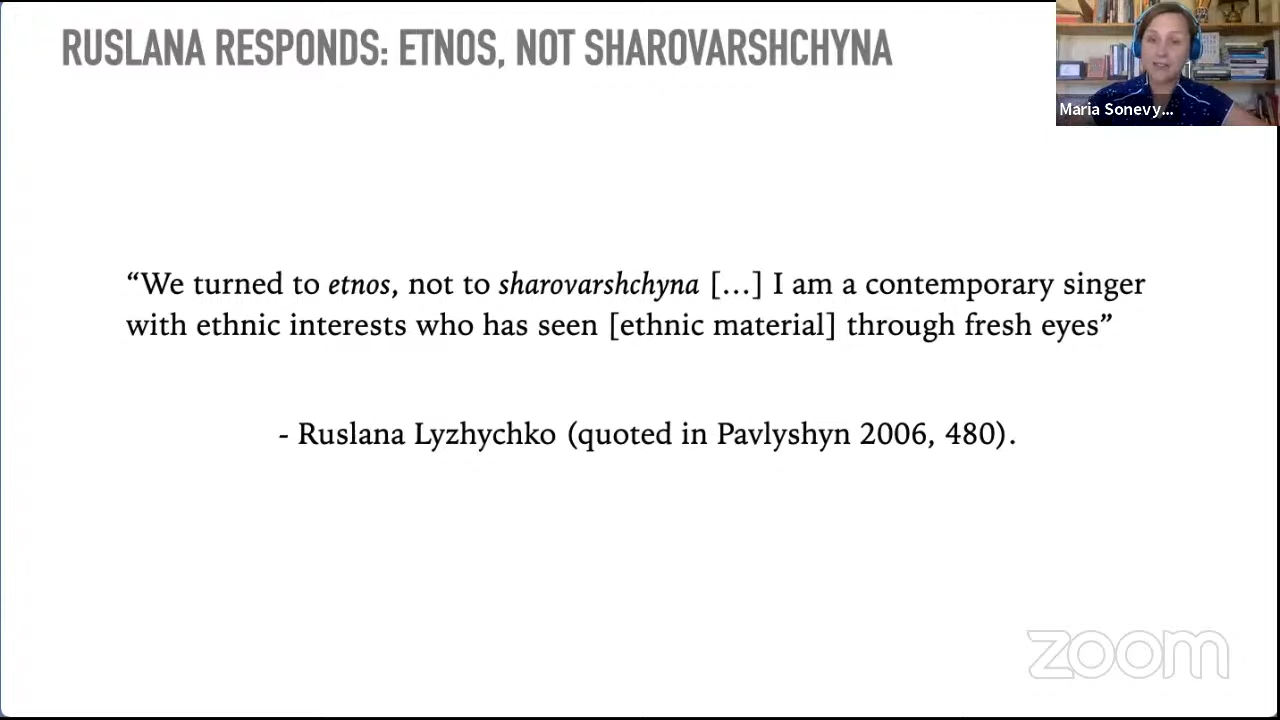 RUSLANA RESPONDS: ETNOS, NOT SHAROVARSHCHYNA
Maria Sonevy...
“We turned to etnos, not to sharovarshchyna [...] I am a contemporary singer
with ethnic interests who has seen [ethnic material] through fresh eyes”
- Ruslana Lyzhychko (quoted in Pavlyshyn 2006, 480).
zoom